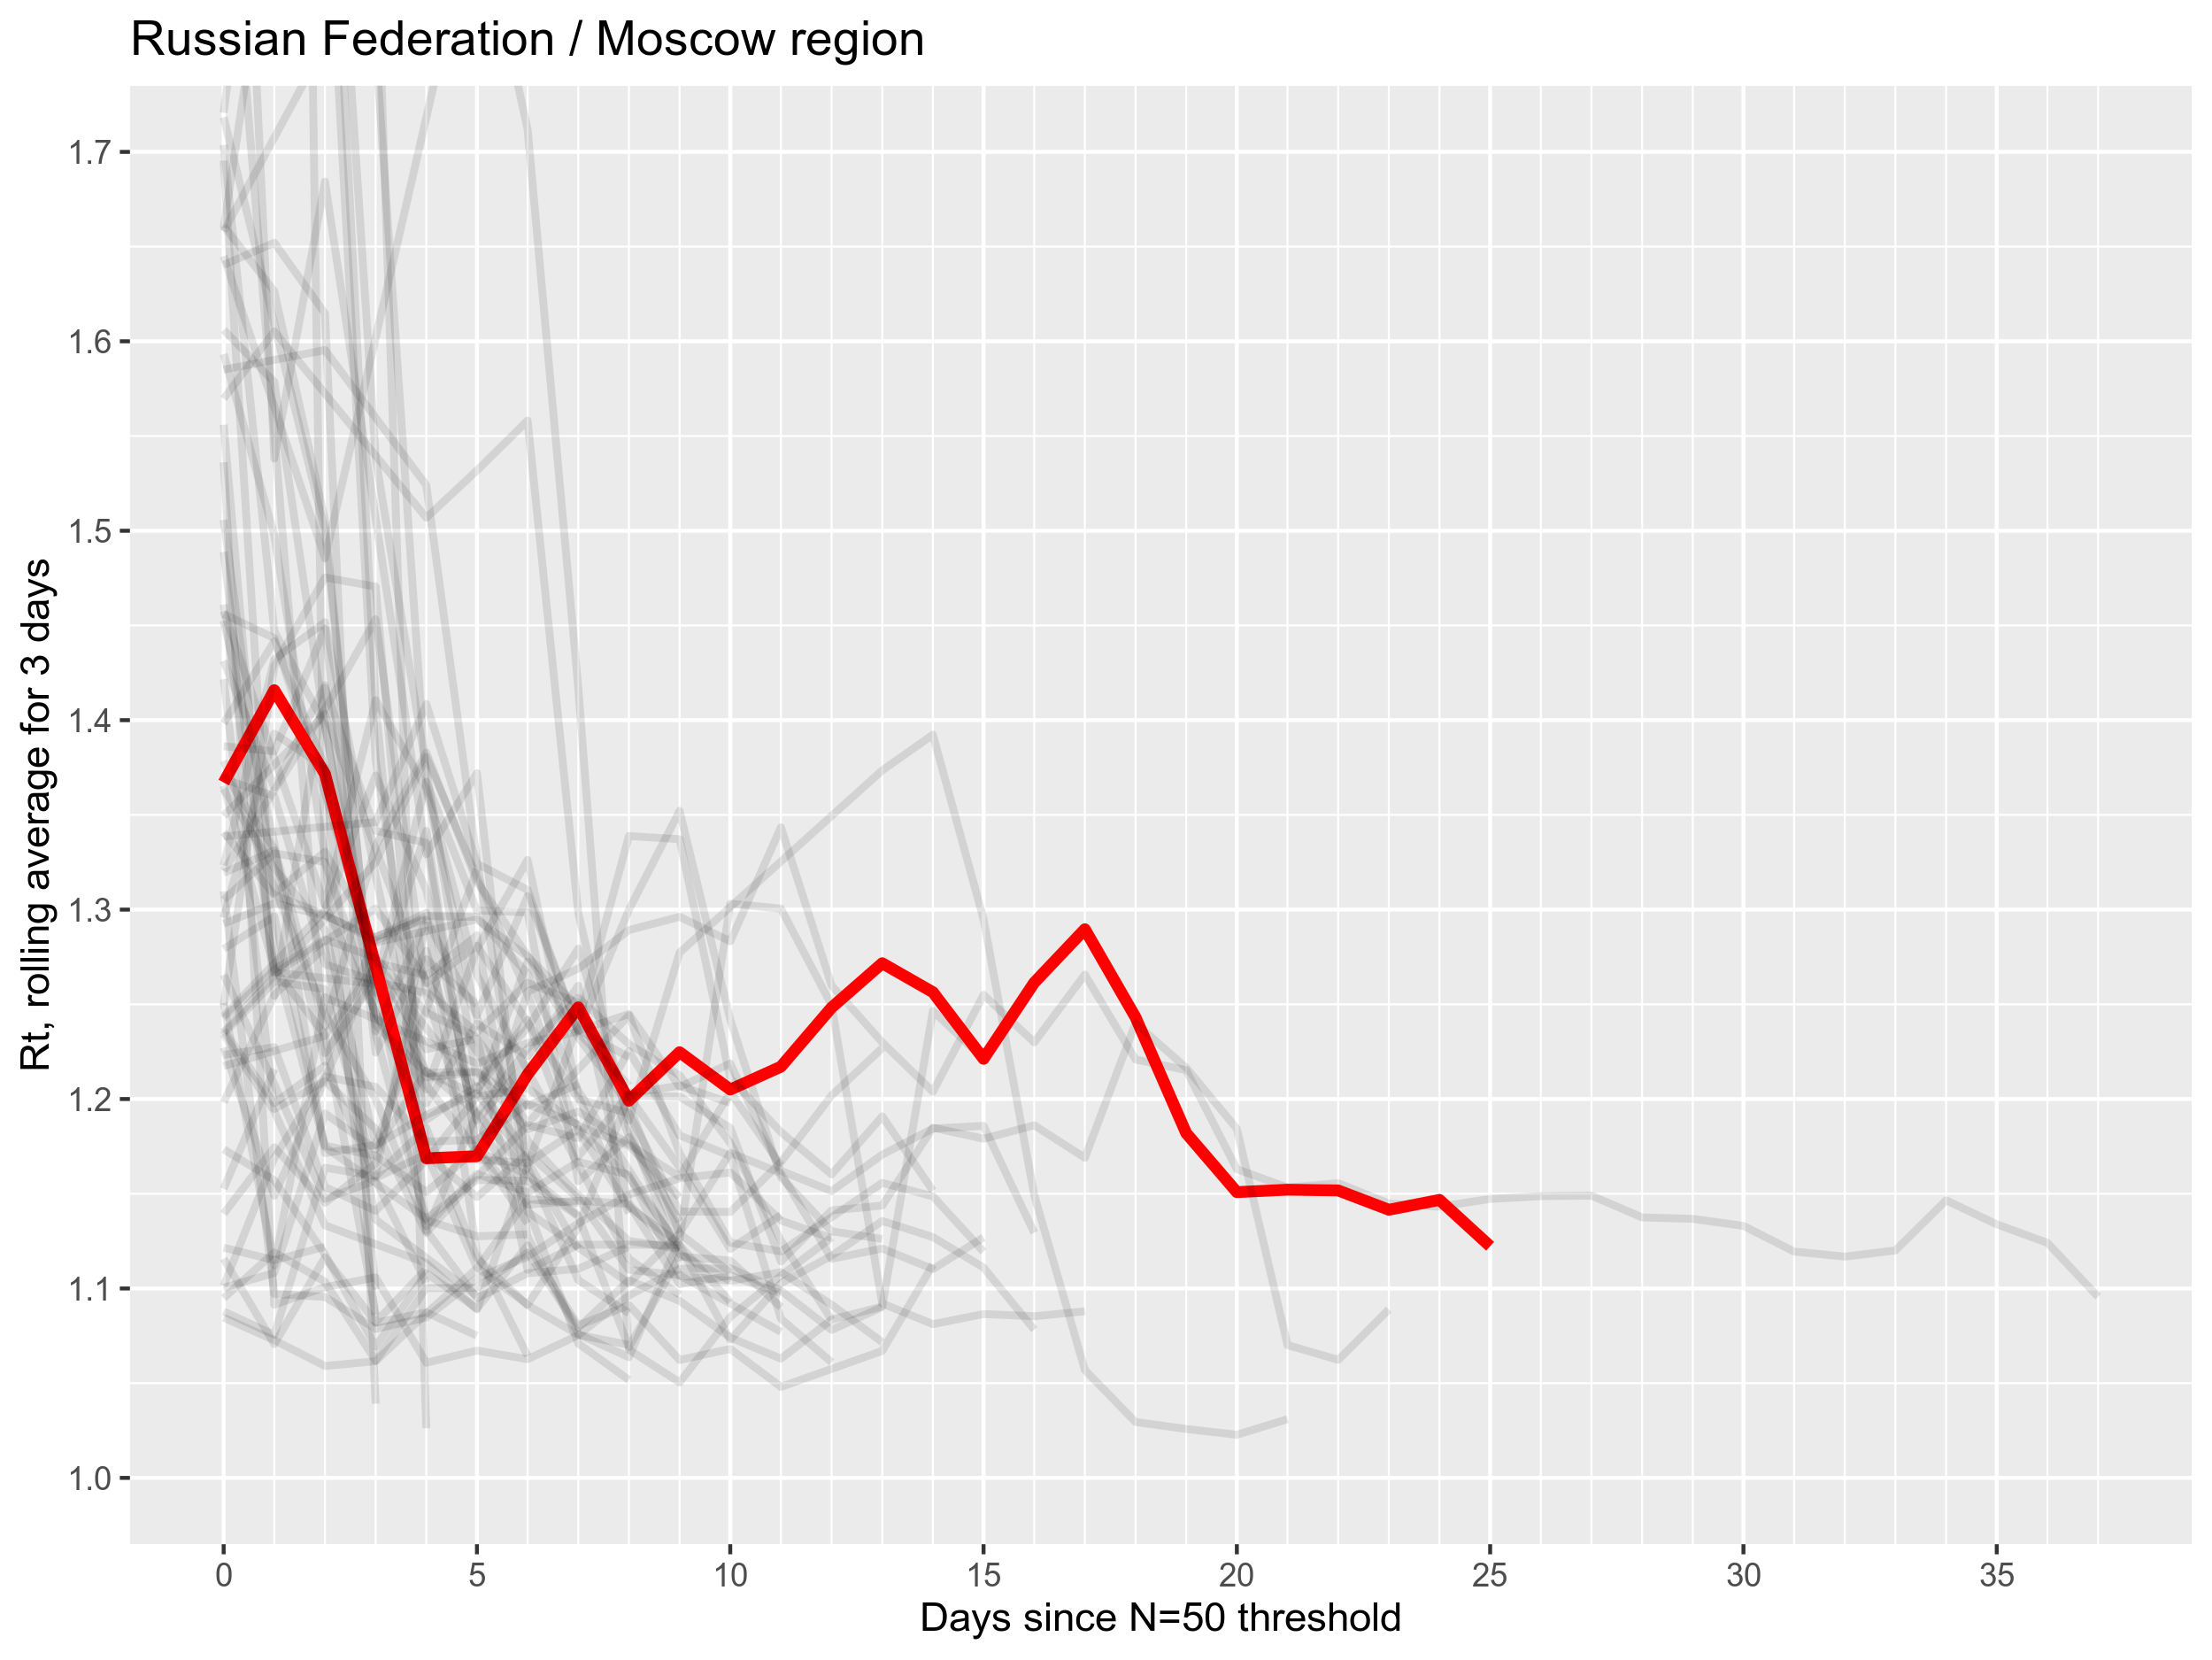 Russian Federation / Moscow region
Rt, rolling average for 3 days
1.7
1.6
1.5
1.4
1.3
1.2
1.1
1.0
0 5 10 15 20 25 30 35
Days since N=50 threshold